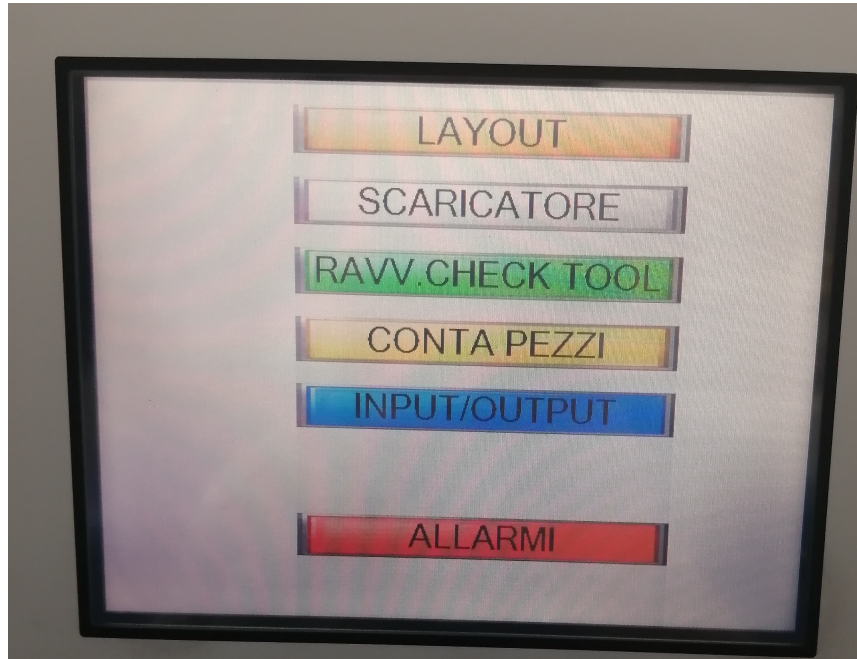 LAYOUT
SCARICATORE
RAVV.CHECK TOOL
CONTA PEZZI
INPUT/OUTPUT
ALLARMI